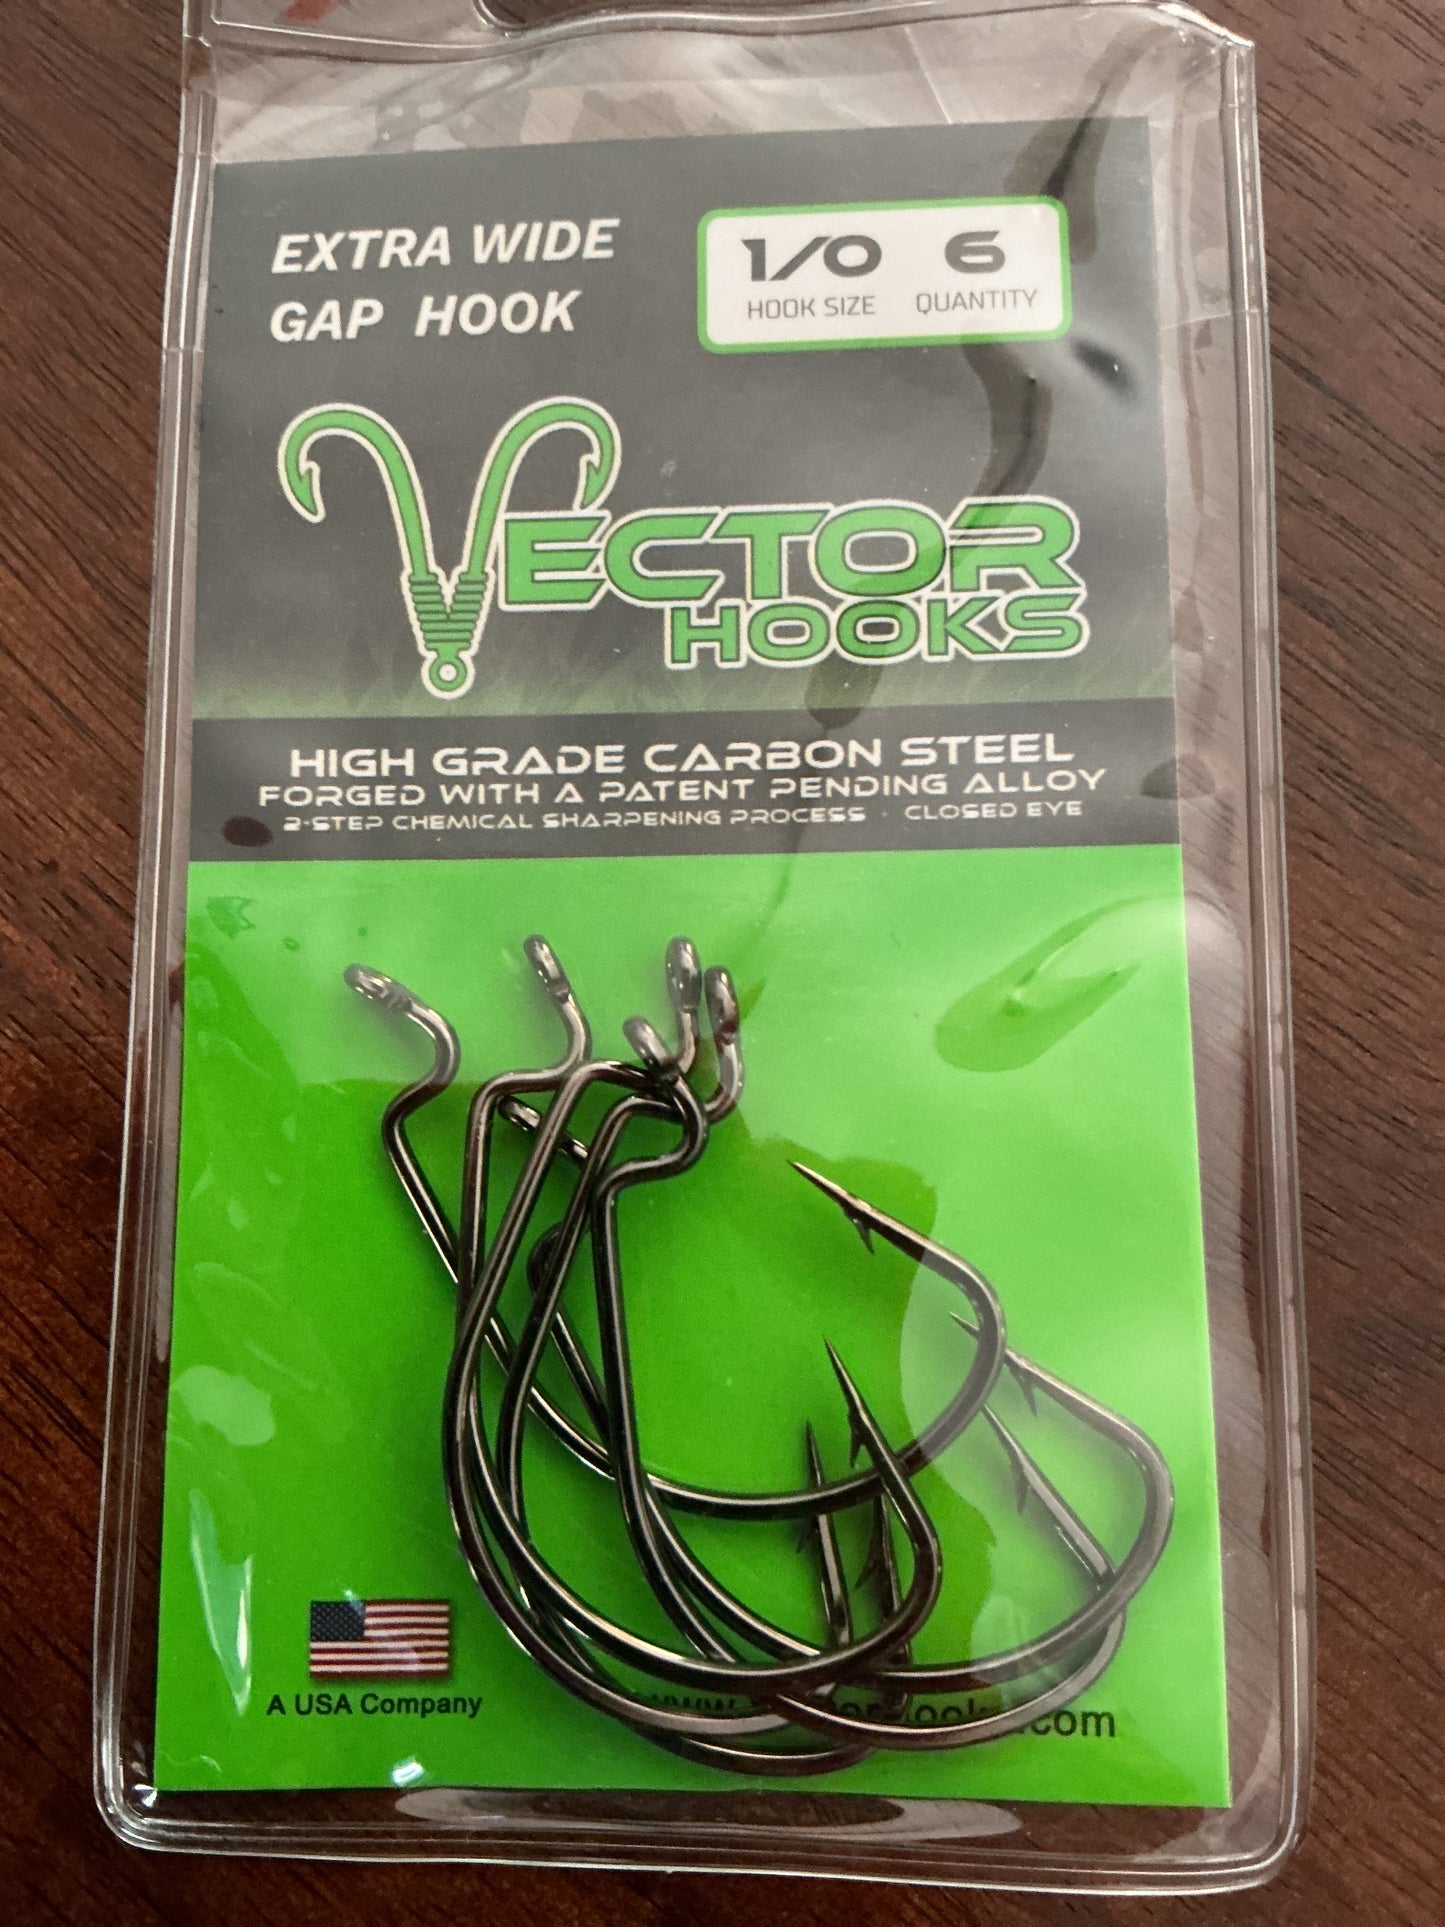 EXTRA WIDE
GAP HOOK
1/0 6
HOOK SIZE QUANTITY
VECTOR
HOOKS
HIGH GRADE CARBON STEEL
FORGED WITH A PATENT PENDING ALLOY
2-STEP CHEMICAL SHARPENING PROCESS · CLOSED EYE
A USA Company
.com